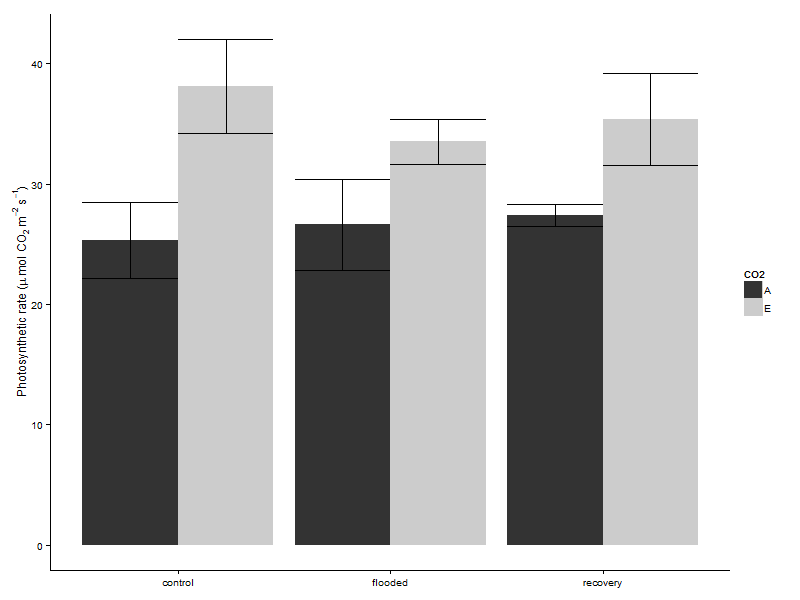 40
30
20
10
0
Photosynthetic rate (μ mol CO₂ m⁻² s⁻¹)
control flooded recovery
CO2
A
E